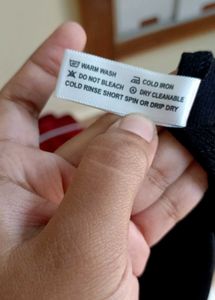 WARM WASH COLD IRON
DO NOT BLEACH DRY CLEANABLE
COLD RINSE SHORT SPIN OR DRIP DRY